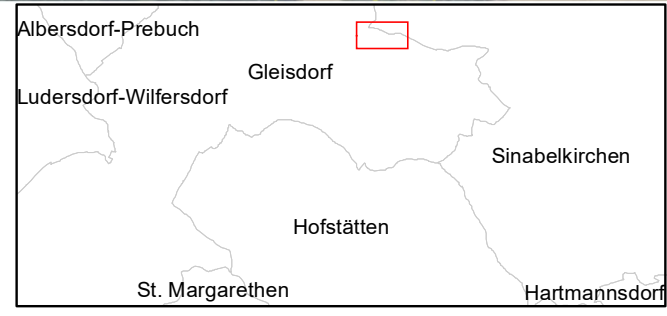 Albersdorf-Prebuch
Gleisdorf
Ludersdorf-Wilfersdorf
Sinabelkirchen
Hofstätten
St. Margarethen
Hartmannsdorf